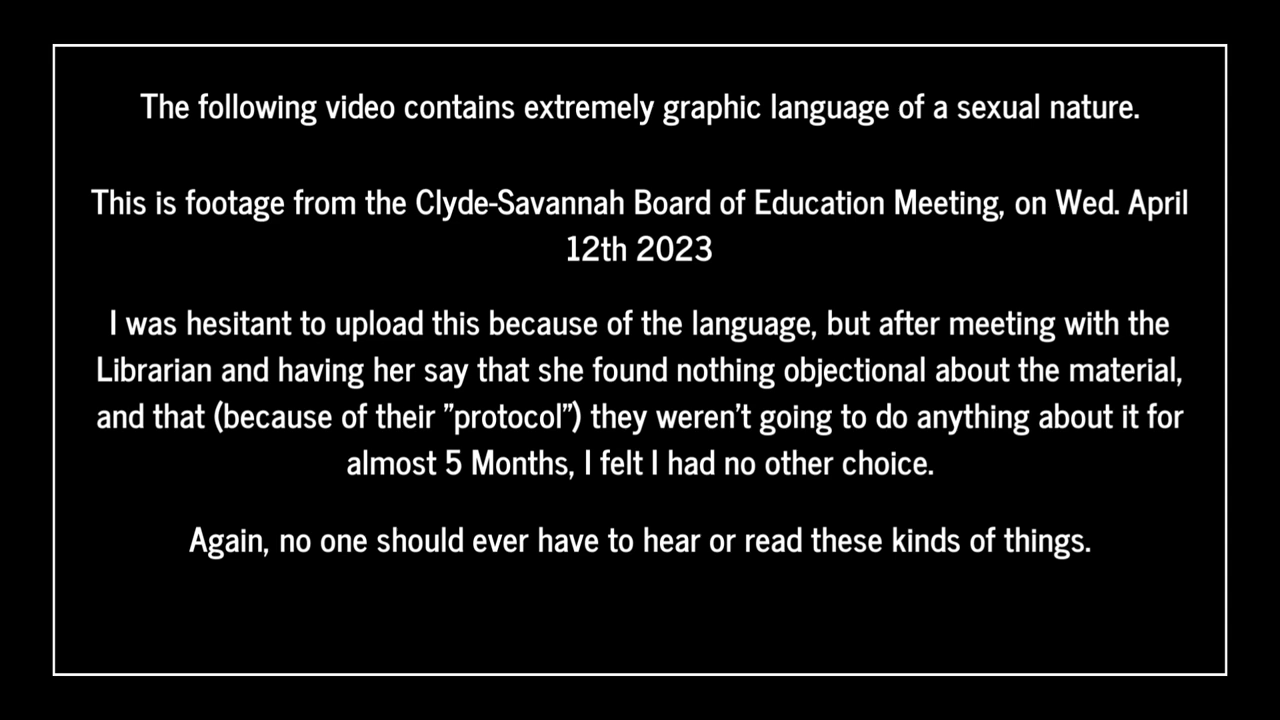 The following video contains extremely graphic language of a sexual nature.
This is footage from the Clyde-Savannah Board of Education Meeting, on Wed. April
12th 2023
I was hesitant to upload this because of the language, but after meeting with the
Librarian and having her say that she found nothing objectional about the material,
and that (because of their "protocol") they weren't going to do anything about it for
almost 5 Months, I felt I had no other choice.
Again, no one should ever have to hear or read these kinds of things.